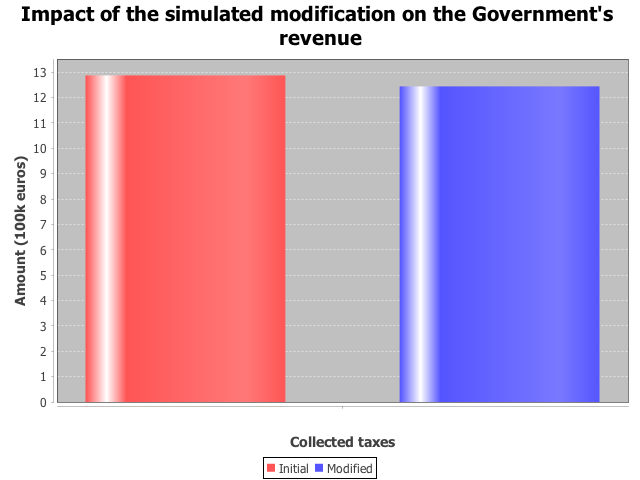 Impact of the simulated modification on the Government's
revenue
Amount (100k euros)
13
12
11
10
9
8
7
6
5
4
3
2
1
0
Collected taxes
Initial Modified